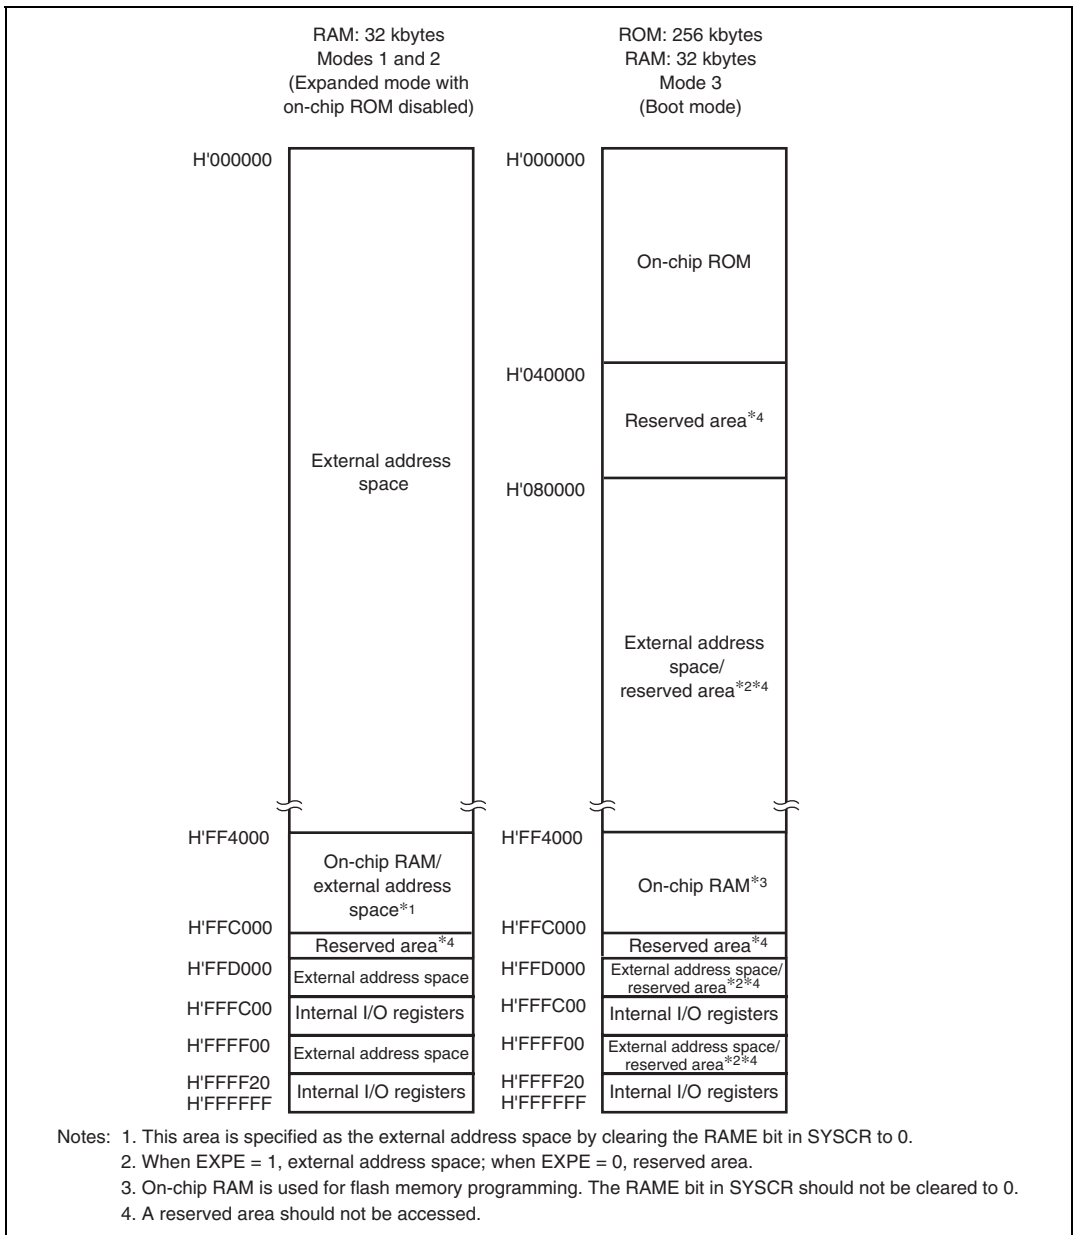 RAM: 32 kbytes
Modes 1 and 2
(Expanded mode with
on-chip ROM disabled)
H'000000
External address
space
H'FF4000
On-chip RAM/
external address
space*1
H'FFC000
Reserved area*4
H'FFD000
External address space
H'FFFC00
Internal I/O registers
H'FFFF00
External address space
H'FFFF20
Internal I/O registers
H'FFFFFF
ROM: 256 kbytes
RAM: 32 kbytes
Mode 3
(Boot mode)
H'000000
On-chip ROM
H'040000
Reserved area*4
H'080000
External address
space/
reserved area*2*4
H'FF4000
On-chip RAM*3
H'FFC000
Reserved area*4
H'FFD000
External address space/
reserved area*2*4
H'FFFC00
Internal I/O registers
H'FFFF00
External address space/
reserved area*2*4
H'FFFF20
Internal I/O registers
H'FFFFFF
Notes: 1. This area is specified as the external address space by clearing the RAME bit in SYSCR to 0.
2. When EXPE = 1, external address space; when EXPE = 0, reserved area.
3. On-chip RAM is used for flash memory programming. The RAME bit in SYSCR should not be cleared to 0.
4. A reserved area should not be accessed.